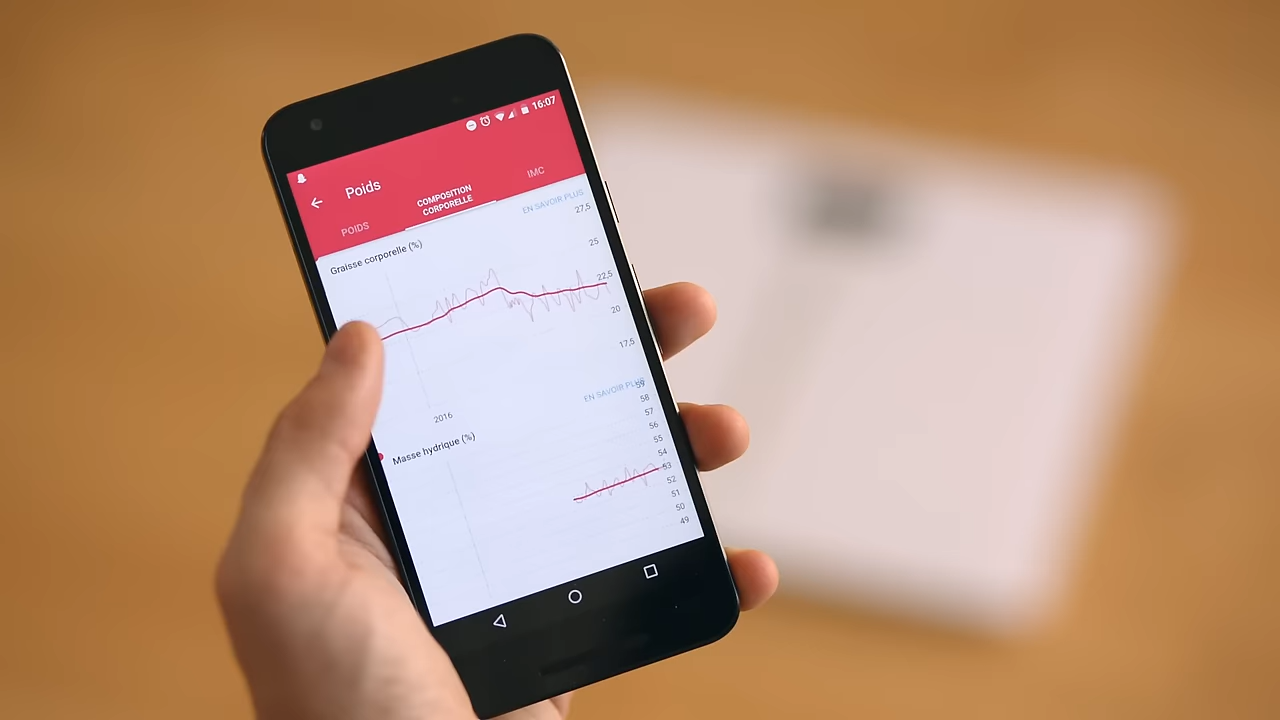 16:07
Poids
POIDS
COMPOSITION
CORPORELLE
IMC
EN SAVOIR PLUS
Graisse corporelle (%)
27,5
25
22,5
20
17,5
2016
EN SAVOIR PLUS
Masse hydrique (%)
59
58
57
56
55
54
53
52
51
50
49